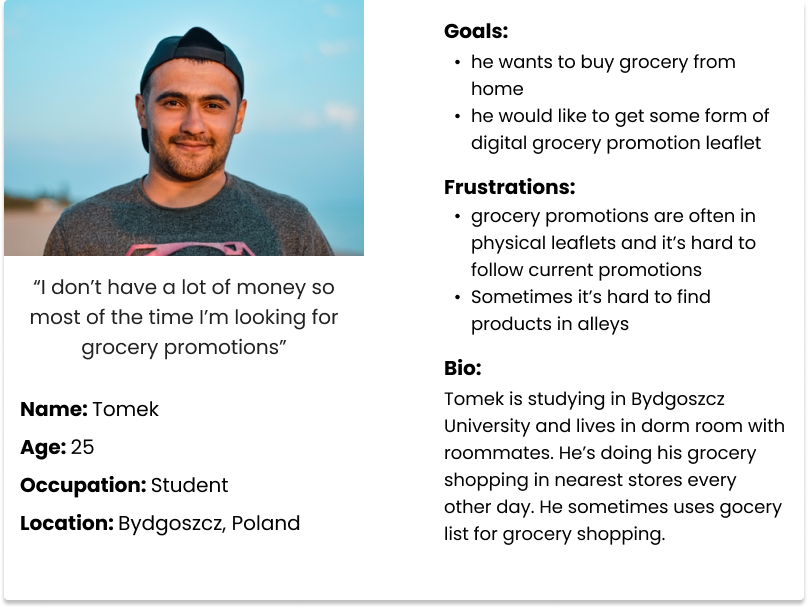 “I don’t have a lot of money so
most of the time I’m looking for
grocery promotions”
Name: Tomek
Age: 25
Occupation: Student
Location: Bydgoszcz, Poland
Goals:
• he wants to buy grocery from
home
• he would like to get some form of
digital grocery promotion leaflet
Frustrations:
• grocery promotions are often in
physical leaflets and it’s hard to
follow current promotions
• Sometimes it’s hard to find
products in alleys
Bio:
Tomek is studying in Bydgoszcz
University and lives in dorm room with
roommates. He’s doing his grocery
shopping in nearest stores every
other day. He sometimes uses gocery
list for grocery shopping.